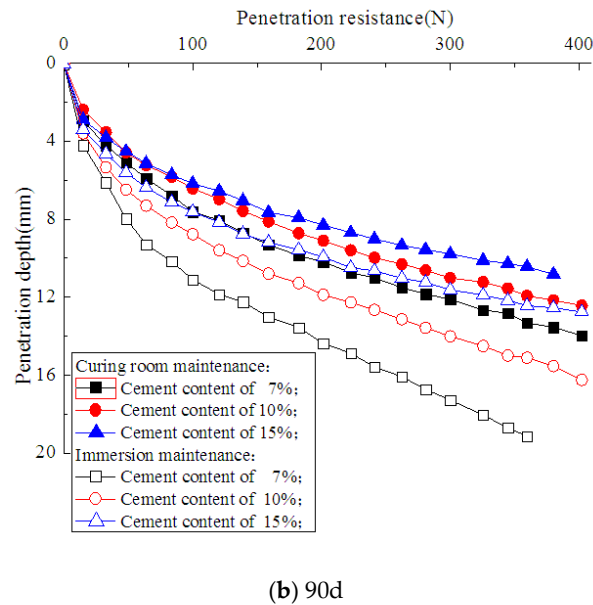 Penetration resistance(N)
0 100 200 300 400
0
4
8
12
16
20
Penetration depth(mm)
Curing room maintenance:
Cement content of 7%;
Cement content of 10%;
Cement content of 15%;
Immersion maintenance:
Cement content of 7%;
Cement content of 10%;
Cement content of 15%;
(b) 90d